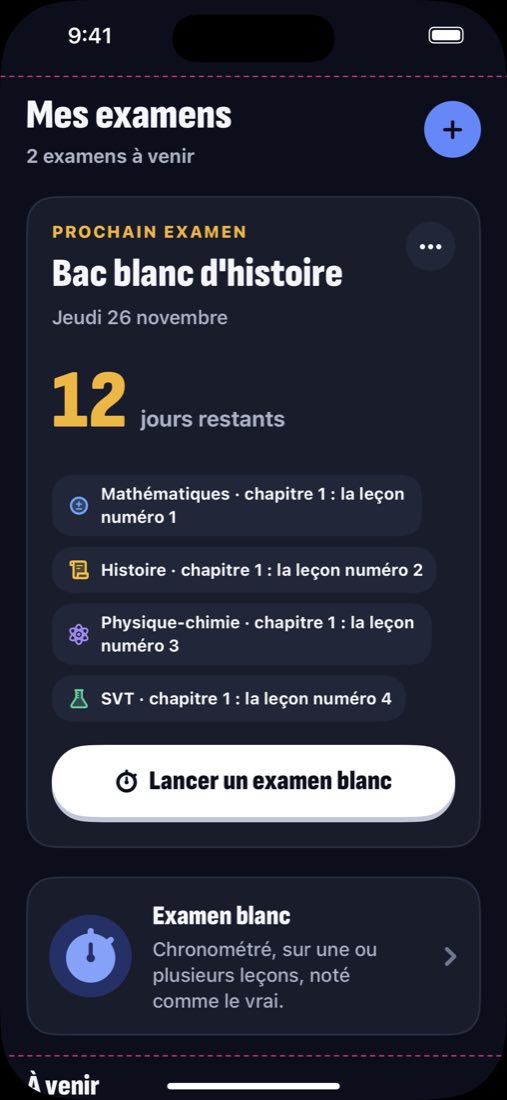 9:41
Mes examens
2 examens à venir
PROCHAIN EXAMEN
Bac blanc d'histoire
Jeudi 26 novembre
12 jours restants
Mathématiques · chapitre 1 : la leçon
numéro 1
Histoire · chapitre 1 : la leçon numéro 2
Physique-chimie · chapitre 1 : la leçon
numéro 3
SVT · chapitre 1 : la leçon numéro 4
Lancer un examen blanc
Examen blanc
Chronométré, sur une ou
plusieurs leçons, noté
comme le vrai.
À venir